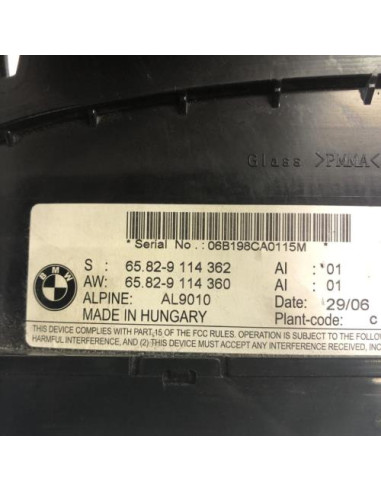 Glass >PMMA<
* Serial No.: 06B198CA0115M *
BMW
S : 65.82-9 114 362 AI : *01
AW: 65.82-9 114 360 AI : 01
ALPINE: AL9010 Date: 29/06
MADE IN HUNGARY Plant-code: c
THIS DEVICE COMPLIES WITH PART 15 OF THE FCC RULES. OPERATION IS SUBJECT TO THE FOLLOW
HARMFUL INTERFERENCE, AND (2) THIS DEVICE MUST ACCEPT ANY INTERFERENCE